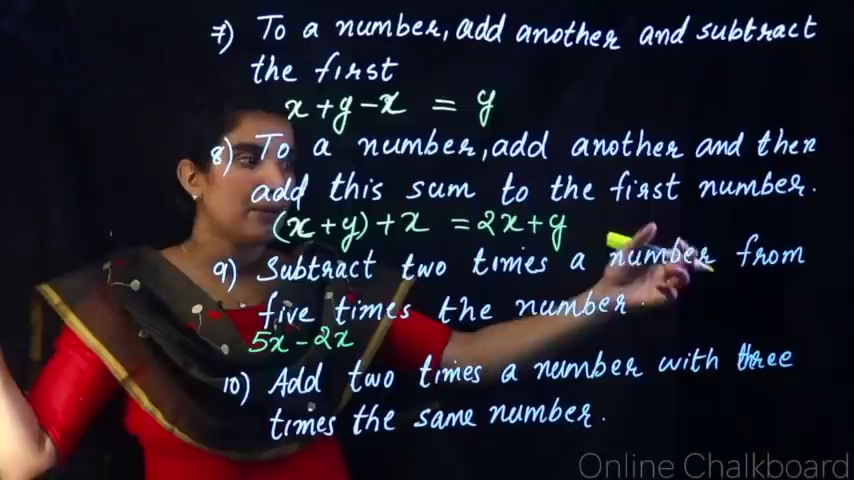 7) To a number, add another and subtract
the first
x + y - x = y
8) To a number, add another and then
add this sum to the first number.
(x + y) + x = 2x + y
9) Subtract two times a number from
five times the number.
5x - 2x
10) Add two times a number with three
times the same number.
Online Chalkboard